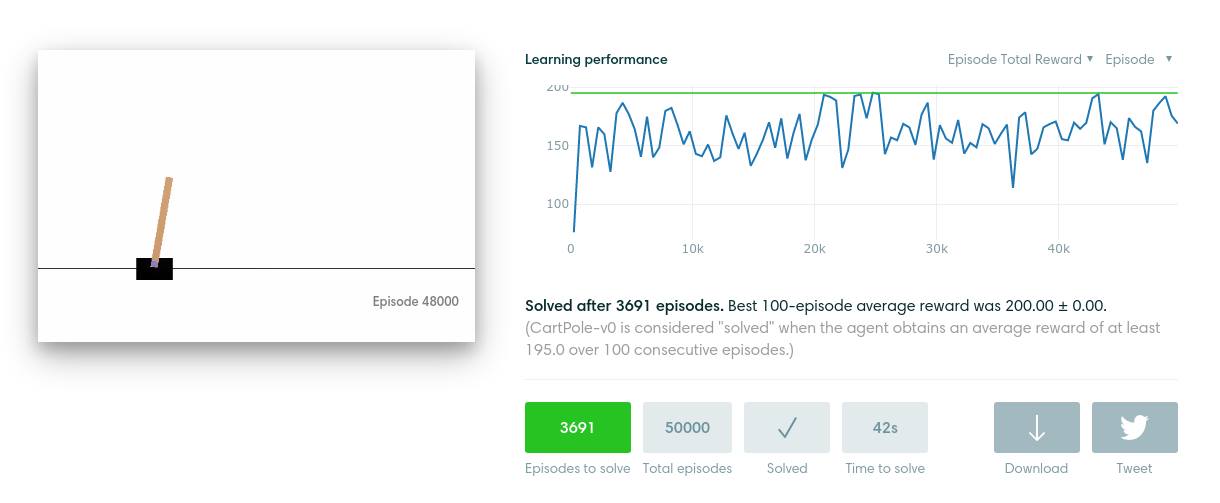 Learning performance
Episode Total Reward ▼ Episode ▼
200
150
100
0 10k 20k 30k 40k
Episode 48000
Solved after 3691 episodes. Best 100-episode average reward was 200.00 ± 0.00.
(CartPole-v0 is considered "solved" when the agent obtains an average reward of at least
195.0 over 100 consecutive episodes.)
3691 50000 42s
Episodes to solve Total episodes Solved Time to solve Download Tweet